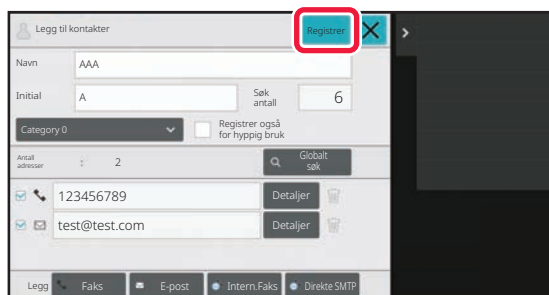 Legg til kontakter
Registrer
Navn
AAA
Initial
A
Søk
antall
6
Category 0
Registrer også
for hyppig bruk
Antall
adresser
:
2
Globalt
søk
123456789
Detaljer
test@test.com
Detaljer
Legg
Faks
E-post
Intern.Faks
Direkte SMTP